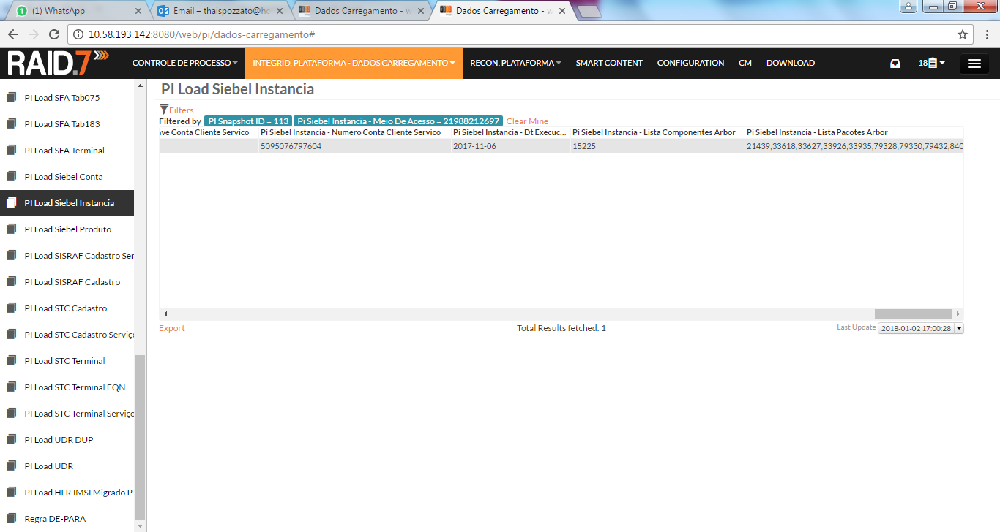 (1) WhatsApp
Email – thaispozzato@ho
Dados Carregamento - w
Dados Carregamento - w
10.58.193.142:8080/web/pi/dados-carregamento#
RAID.7
CONTROLE DE PROCESSO
INTEGRID. PLATAFORMA - DADOS CARREGAMENTO
RECON. PLATAFORMA
SMART CONTENT
CONFIGURATION
CM
DOWNLOAD
18
PI Load SFA Tab075
PI Load SFA Tab183
PI Load SFA Terminal
PI Load Siebel Conta
PI Load Siebel Instancia
PI Load Siebel Produto
PI Load SISRAF Cadastro Ser
PI Load SISRAF Cadastro
PI Load STC Cadastro
PI Load STC Cadastro Serviço
PI Load STC Terminal
PI Load STC Terminal EQN
PI Load STC Terminal Serviço
PI Load UDR DUP
PI Load UDR
PI Load HLR IMSI Migrado P.
Regra DE-PARA
PI Load Siebel Instancia
Filters
Filtered by PI Snapshot ID = 113 Pi Siebel Instancia - Meio De Acesso = 21988212697 Clear Mine
ave Conta Cliente Servico Pi Siebel Instancia - Numero Conta Cliente Servico Pi Siebel Instancia - Dt Execuc... Pi Siebel Instancia - Lista Componentes Arbor Pi Siebel Instancia - Lista Pacotes Arbor
5095076797604 2017-11-06 15225 21439;33618;33627;33926;33935;79328;79330;79432;840
Export
Total Results fetched: 1
Last Update 2018-01-02 17:00:28